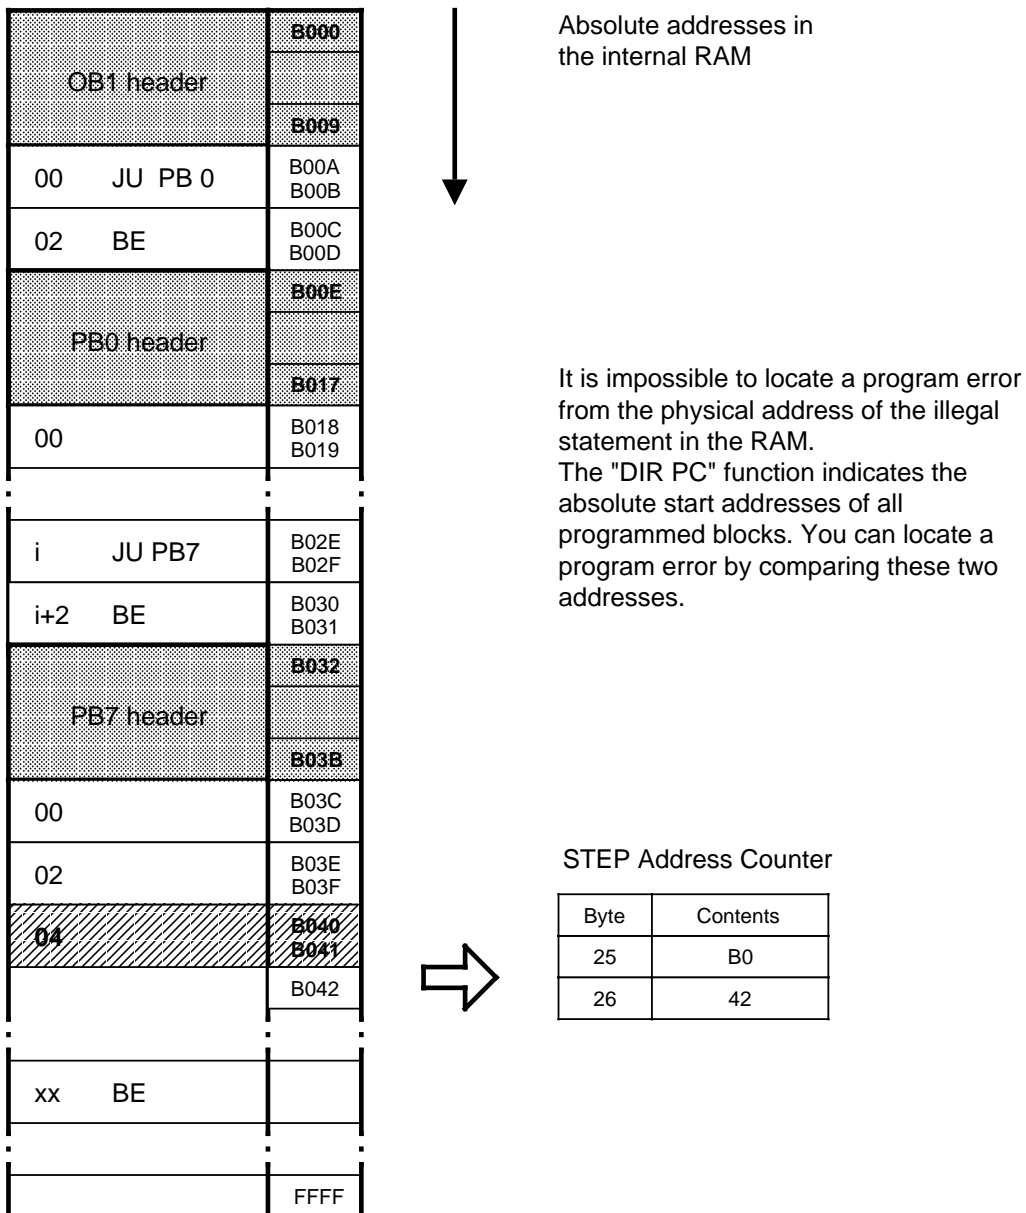 B000
OB1 header
B009
00 JU PB 0 B00A
B00B
02 BE B00C
B00D
B00E
PB0 header
B017
00 B018
B019
i JU PB7 B02E
B02F
i+2 BE B030
B031
B032
PB7 header
B03B
00 B03C
B03D
02 B03E
B03F
04 B040
B041
B042
xx BE
FFFF
Absolute addresses in
the internal RAM
It is impossible to locate a program error
from the physical address of the illegal
statement in the RAM.
The "DIR PC" function indicates the
absolute start addresses of all
programmed blocks. You can locate a
program error by comparing these two
addresses.
STEP Address Counter
Byte Contents
25 B0
26 42